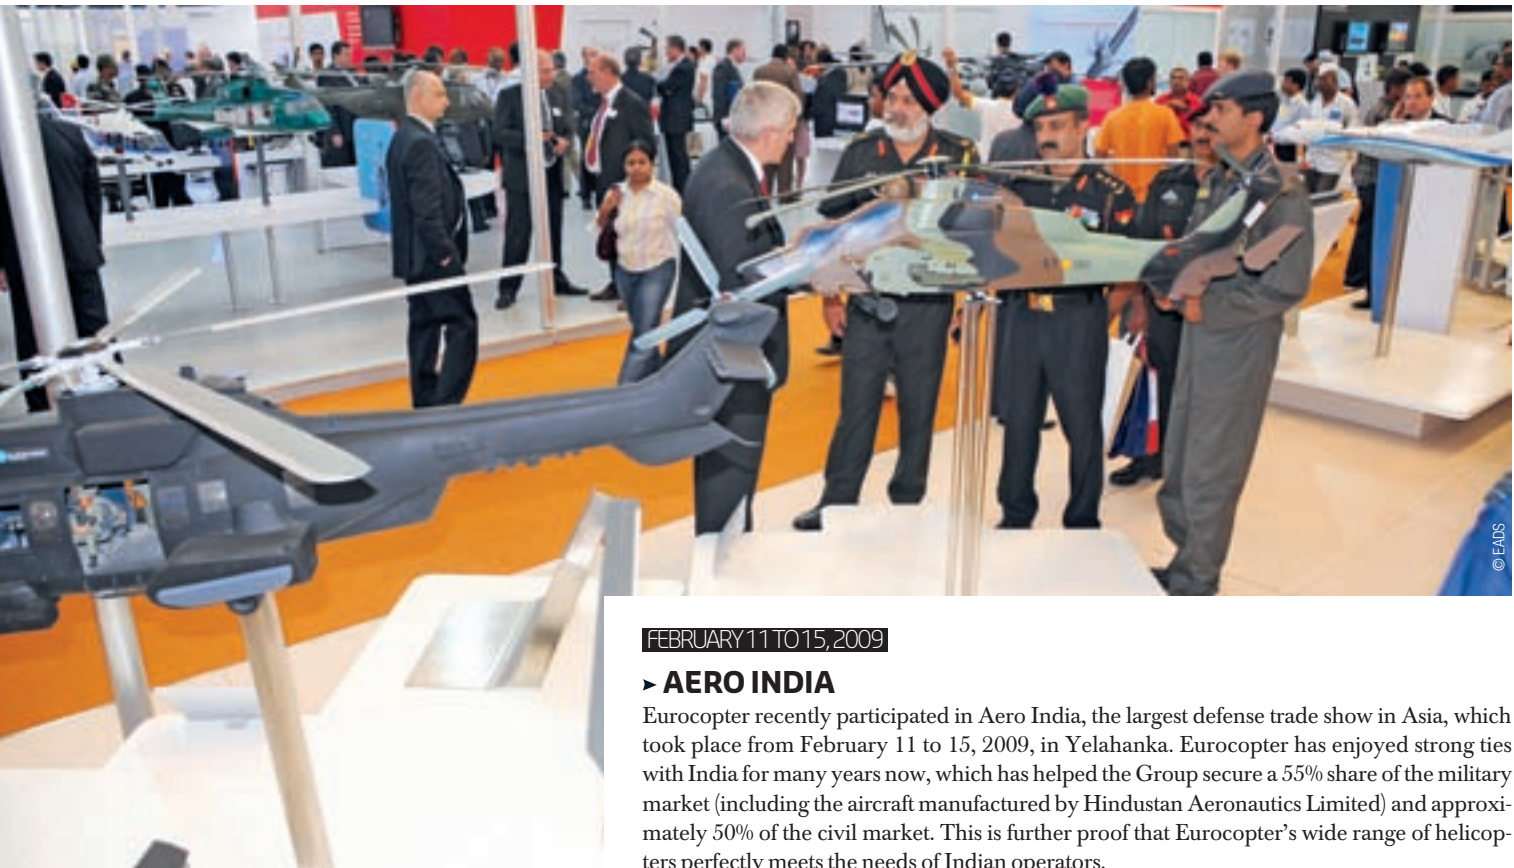 © EADS
FEBRUARY 11 TO 15, 2009
➤ AERO INDIA
Eurocopter recently participated in Aero India, the largest defense trade show in Asia, which
took place from February 11 to 15, 2009, in Yelahanka. Eurocopter has enjoyed strong ties
with India for many years now, which has helped the Group secure a 55% share of the military
market (including the aircraft manufactured by Hindustan Aeronautics Limited) and approxi-
mately 50% of the civil market. This is further proof that Eurocopter’s wide range of helicop-
ters perfectly meets the needs of Indian operators.